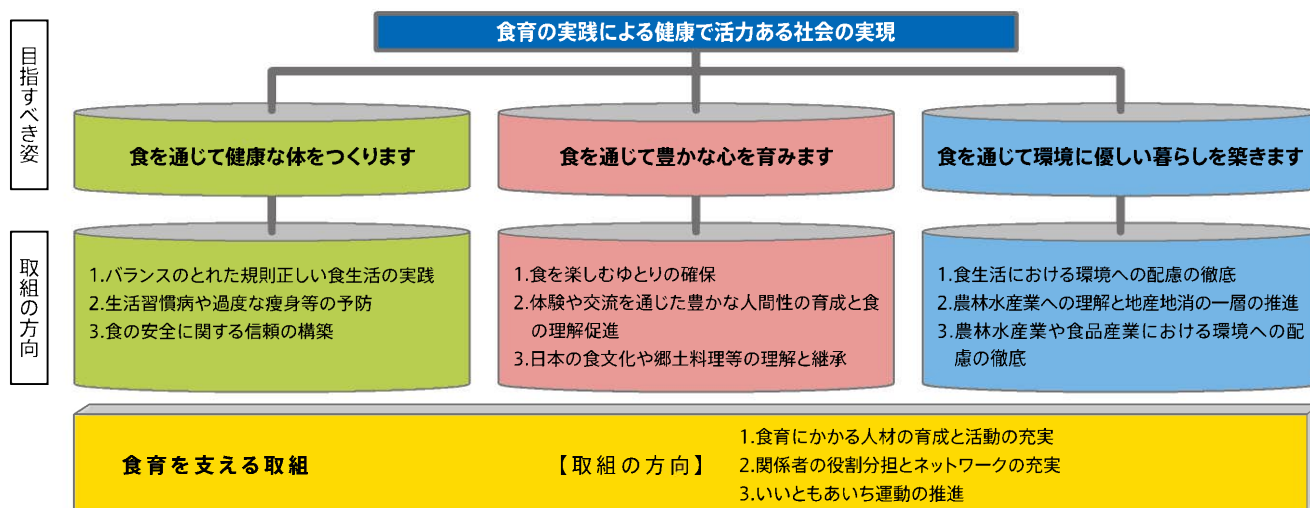 食育の実践による健康で活力ある社会の実現
目指すべき姿
食を通じて健康な体をつくります
食を通じて豊かな心を育みます
食を通じて環境に優しい暮らしを築きます
取組の方向
1.バランスのとれた規則正しい食生活の実践
2.生活習慣病や過度な痩身等の予防
3.食の安全に関する信頼の構築
1.食を楽しむゆとりの確保
2.体験や交流を通じた豊かな人間性の育成と食
の理解促進
3.日本の食文化や郷土料理等の理解と継承
1.食生活における環境への配慮の徹底
2.農林水産業への理解と地産地消の一層の推進
3.農林水産業や食品産業における環境への配
慮の徹底
食育を支える取組
【取組の方向】
1.食育にかかる人材の育成と活動の充実
2.関係者の役割分担とネットワークの充実
3.いいともあいち運動の推進